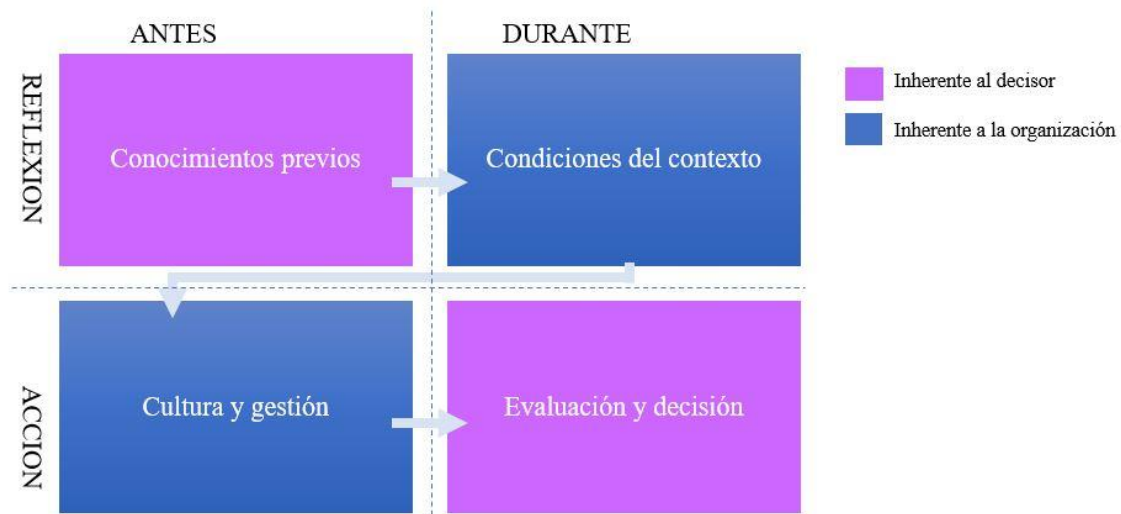 ANTES
DURANTE
REFLEXION
Conocimientos previos
Condiciones del contexto
ACCION
Cultura y gestión
Evaluación y decisión
Inherente al decisor
Inherente a la organización